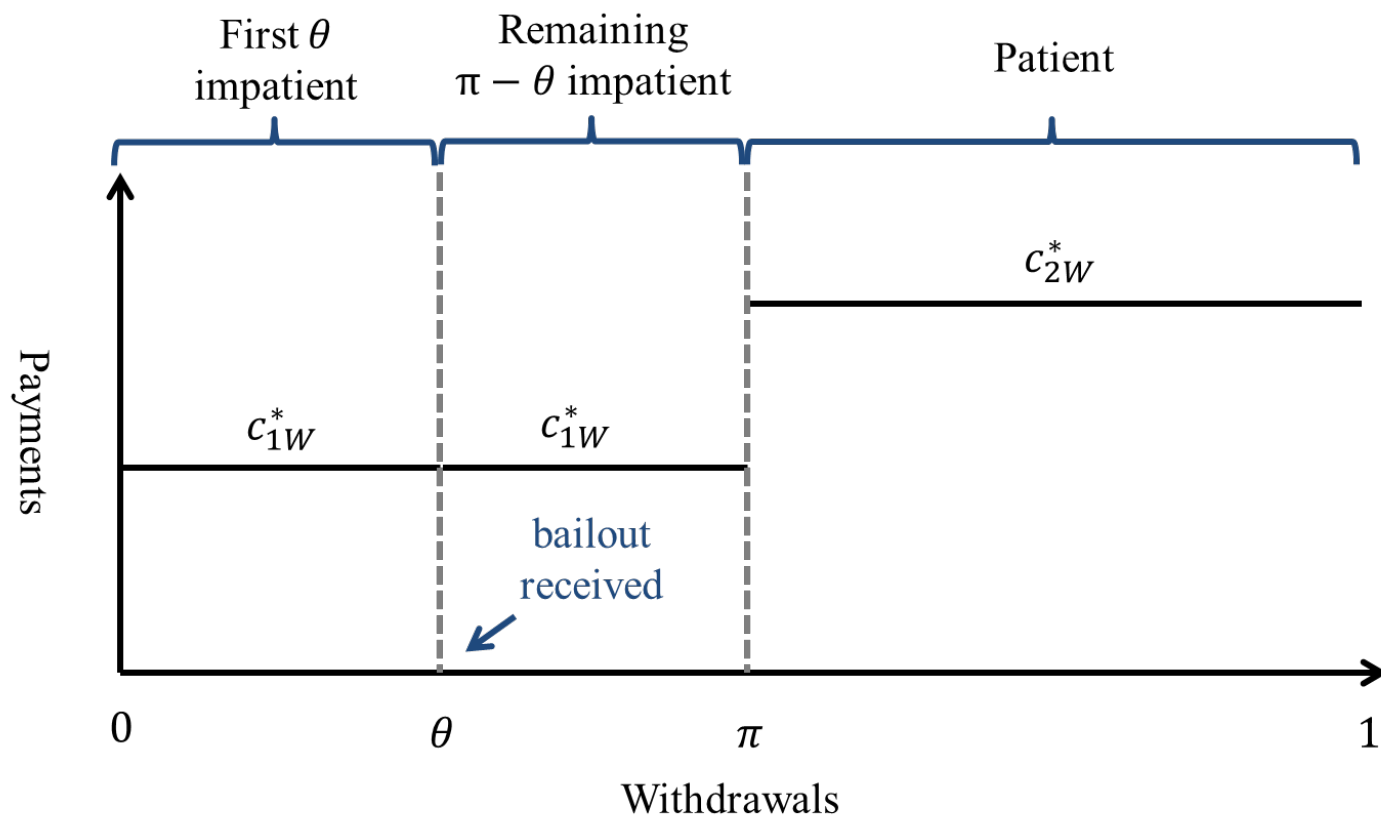 First θ
impatient
Remaining
π − θ impatient
Patient
Payments
c*1W
c*1W
c*2W
bailout
received
0
θ
π
1
Withdrawals